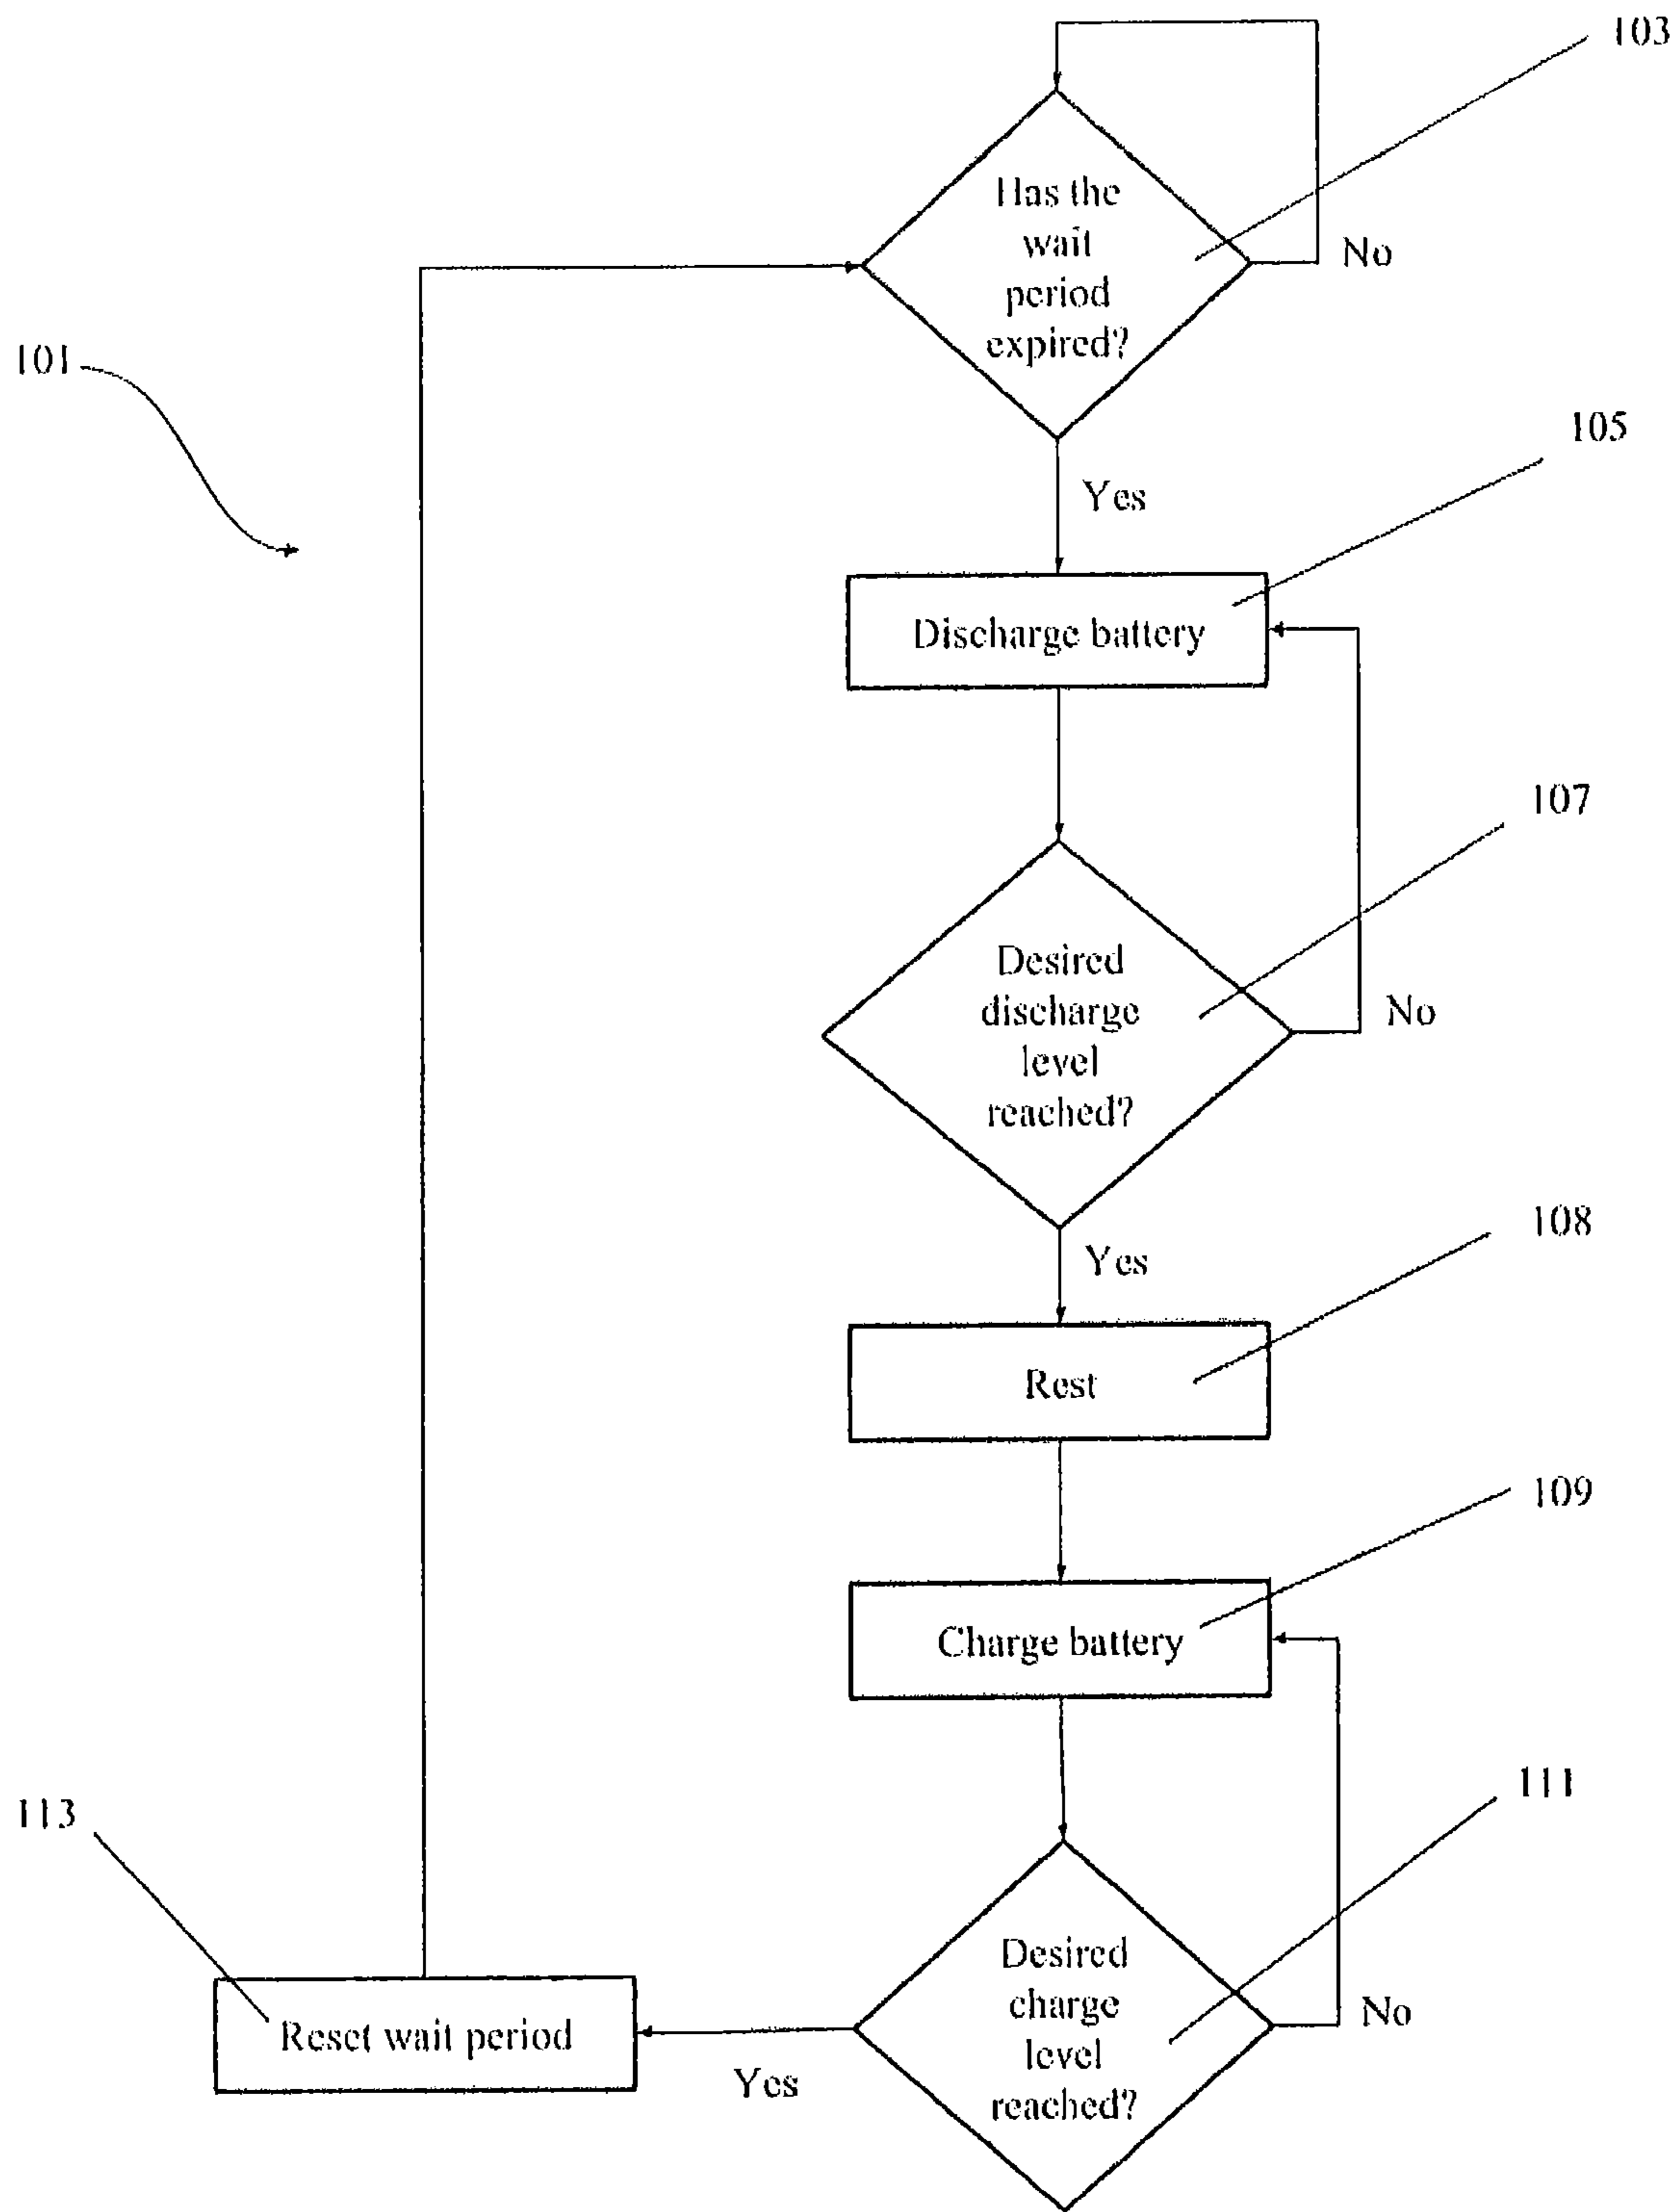 103
Has the
wait
period
expired?
No
101
105
Yes
Discharge battery
107
Desired
discharge
level
reached?
No
108
Yes
Rest
109
Charge battery
111
113
Desired
charge
level
reached?
No
Reset wait period
Yes